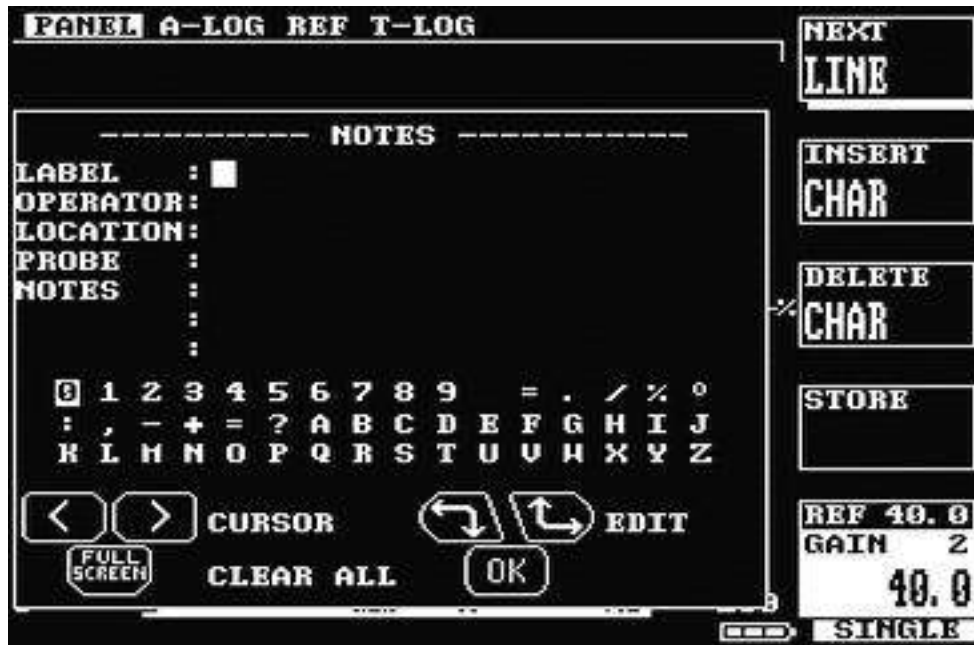 PANEL A-LOG REF T-LOG
---------- NOTES -----------
LABEL :
OPERATOR:
LOCATION:
PROBE :
NOTES :
:
:
0 1 2 3 4 5 6 7 8 9 = . / % º
: , - + = ? A B C D E F G H I J
K L M N O P Q R S T U V W X Y Z
< > CURSOR EDIT
FULL SCREEN CLEAR ALL OK
NEXT
LINE
INSERT
CHAR
DELETE
CHAR
%
STORE
REF 40.0
GAIN 2
40.0
SINGLE